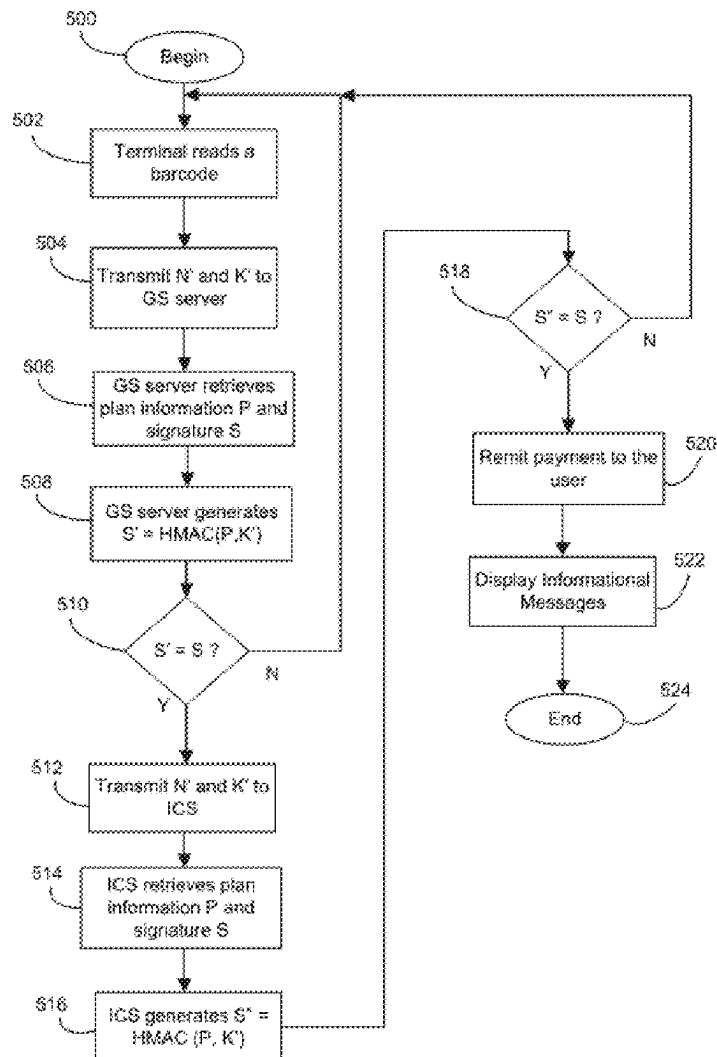 500
Begin
502
Terminal reads a
barcode
504
Transmit N' and K' to
GS server
506
GS server retrieves
plan information P and
signature S
508
GS server generates
S' = HMAC(P,K')
510
S' = S ?
N
Y
512
Transmit N' and K' to
ICS
514
ICS retrieves plan
information P and
signature S
516
ICS generates S" =
HMAC (P, K')
518
S" = S ?
N
Y
520
Remit payment to the
user
522
Display Informational
Messages
524
End